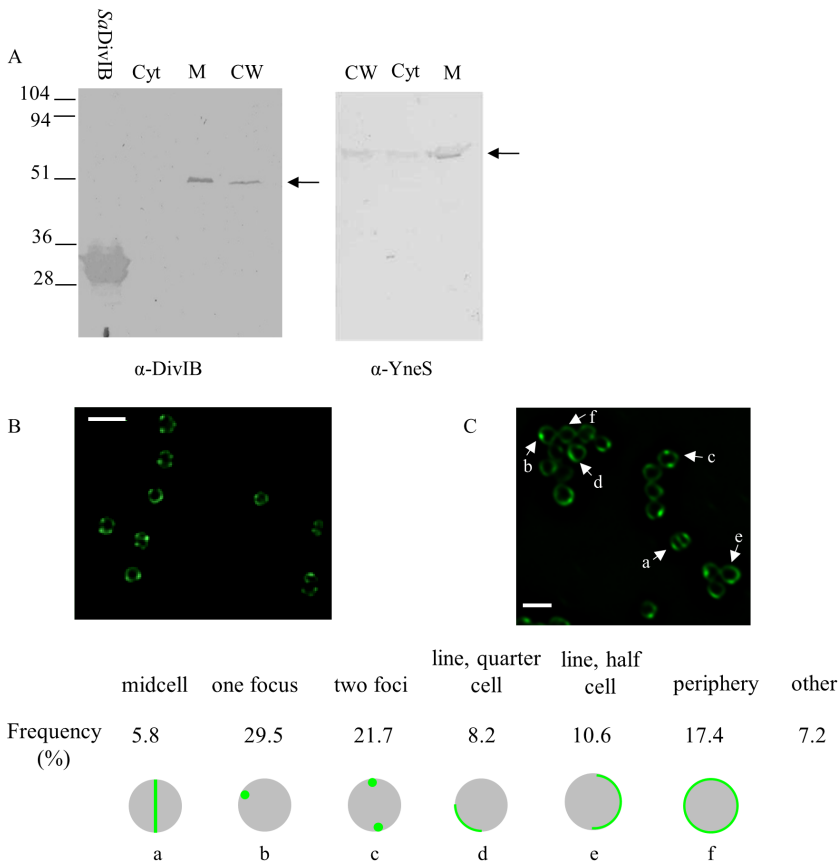 A
SaDivIB
Cyt
M
CW
CW
Cyt
M
104
94
51
36
28
α-DivIB
α-YneS
B
C
f
b
d
c
a
e
midcell
one focus
two foci
line, quarter
cell
line, half
cell
periphery
other
Frequency
(%)
5.8
29.5
21.7
8.2
10.6
17.4
7.2
a
b
c
d
e
f